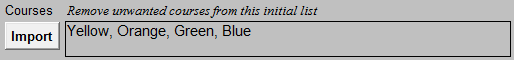 Courses Remove unwanted courses from this initial list
Import Yellow, Orange, Green, Blue